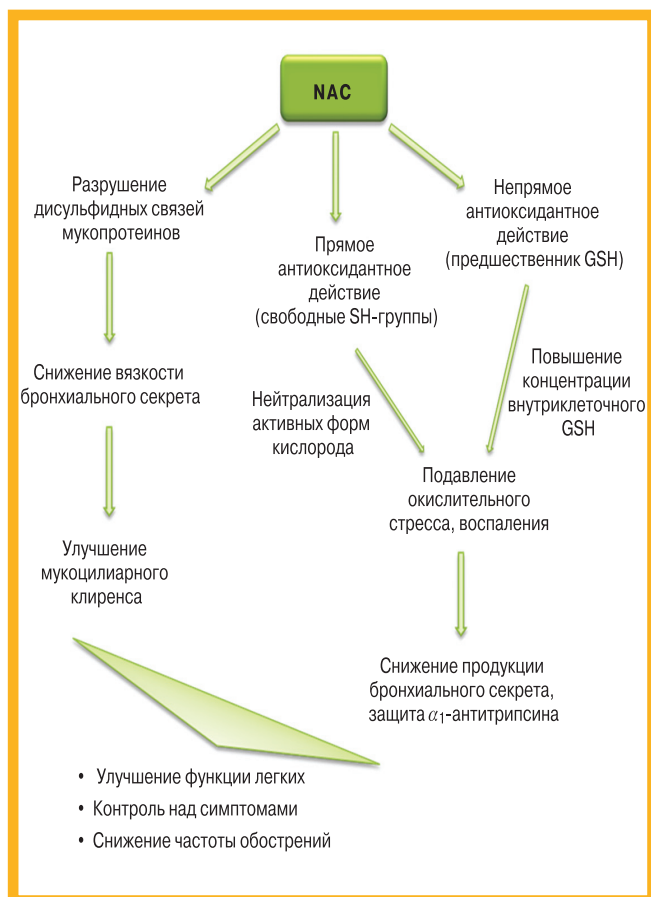 NAC
Разрушение
дисульфидных связей
мукопротеинов
Снижение вязкости
бронхиального секрета
Улучшение
мукоцилиарного
клиренса
Прямое
антиоксидантное
действие
(свободные SH-группы)
Нейтрализация
активных форм
кислорода
Непрямое
антиоксидантное
действие
(предшественник GSH)
Повышение
концентрации
внутриклеточного
GSH
Подавление
окислительного
стресса, воспаления
Снижение продукции
бронхиального секрета,
защита α1-антитрипсина
• Улучшение функции легких
• Контроль над симптомами
• Снижение частоты обострений